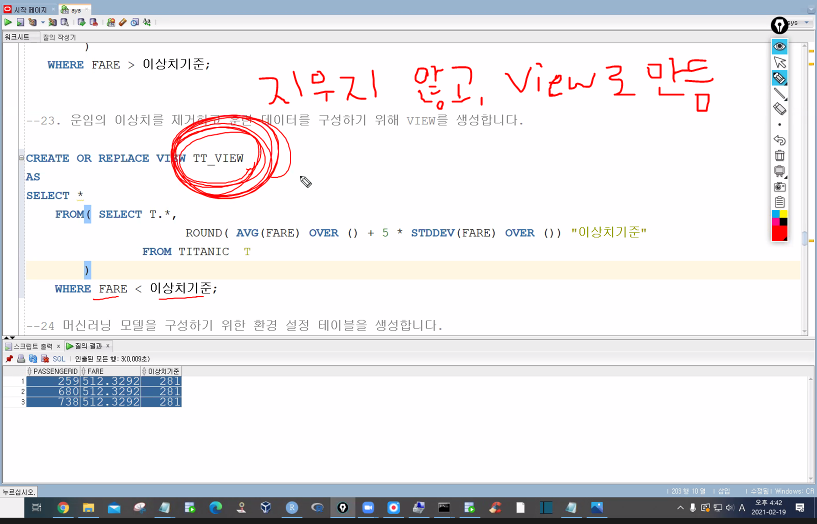 시작 페이지
sys
워크시트 질의 작성기
)
WHERE FARE > 이상치기준;
지우지 않고, View로 만듬
--23. 운임의 이상치를 제거하고 훈련 데이터를 구성하기 위해 VIEW를 생성합니다.
CREATE OR REPLACE VIEW TT_VIEW
AS
SELECT *
FROM( SELECT T.*,
ROUND( AVG(FARE) OVER () + 5 * STDDEV(FARE) OVER ()) "이상치기준"
FROM TITANIC T
)
WHERE FARE < 이상치기준;
--24 머신러닝 모델을 구성하기 위한 환경 설정 테이블을 생성합니다.
스크립트 출력 × 질의 결과 ×
SQL | 인출된 모든 행: 3(0.009초)
PASSENGERID FARE 이상치기준
1 259 512.3292 281
2 680 512.3292 281
3 738 512.3292 281
누르십시오.
203 행 10 열 | 삽입 | 수정됨 | Windows: CR
A 오후 4:42
2021-02-19